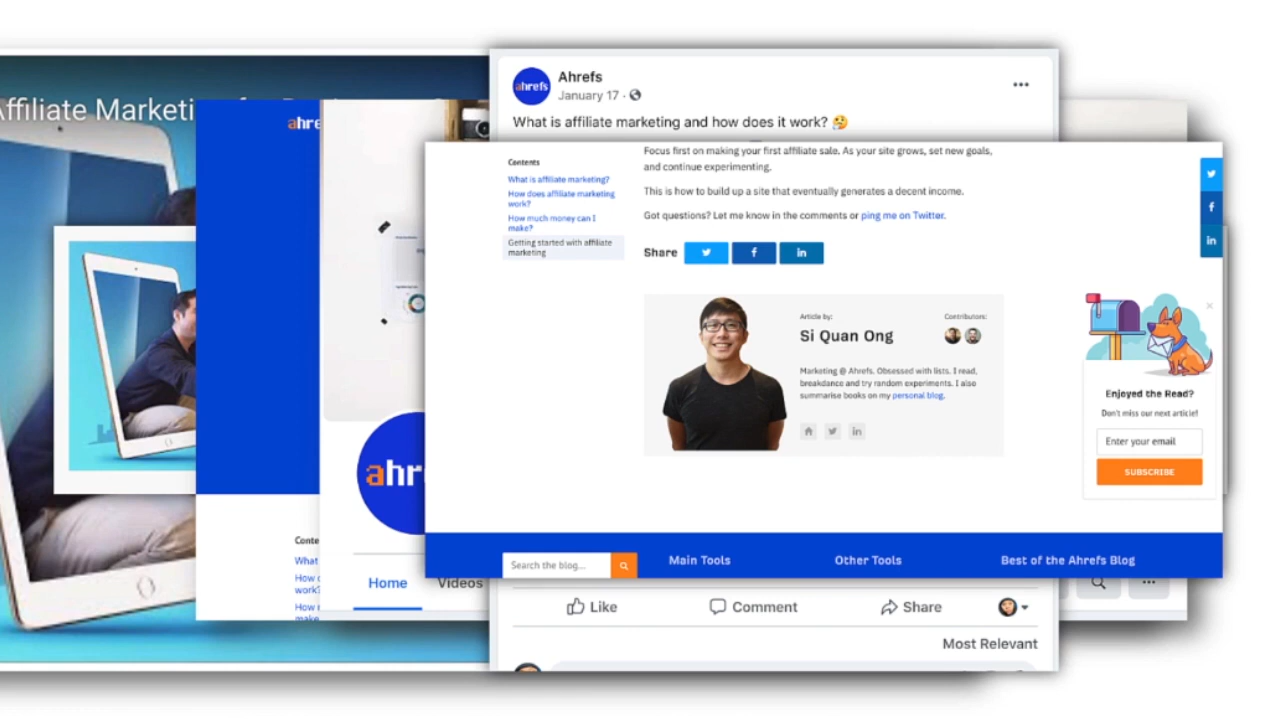 Affiliate Marketi
ahre
ahrefs
Ahrefs
January 17 ·
What is affiliate marketing and how does it work? 🤔
Contents
What is affiliate marketing?
How does affiliate marketing
work?
How much money can I
make?
Getting started with affiliate
marketing
Focus first on making your first affiliate sale. As your site grows, set new goals,
and continue experimenting.
This is how to build up a site that eventually generates a decent income.
Got questions? Let me know in the comments or ping me on Twitter.
Share
Article by:
Si Quan Ong
Contributors:
Marketing @ Ahrefs. Obsessed with lists. I read,
breakdance and try random experiments. I also
summarise books on my personal blog.
Enjoyed the Read?
Don't miss our next article!
Enter your email
SUBSCRIBE
ahr
Search the blog...
Main Tools
Other Tools
Best of the Ahrefs Blog
Conte
What
How
work?
How
make
Home
Videos
Like
Comment
Share
Most Relevant